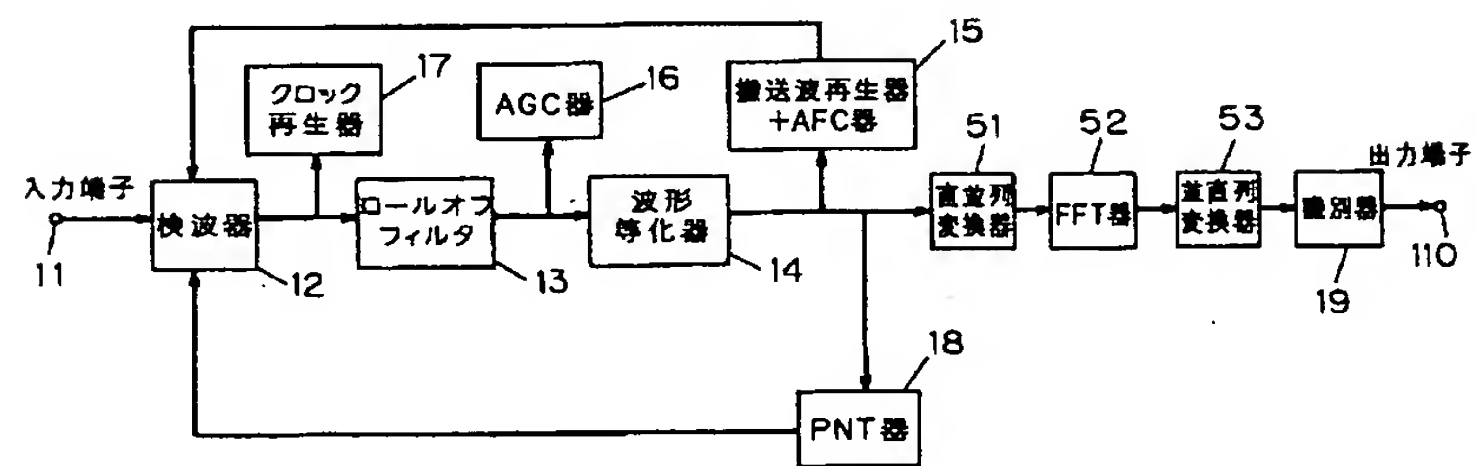 15
17
16
クロック
再生器
AGC器
搬送波再生器
+AFC器
51
52
53
出力端子
入力端子
検波器
ロールオフ
フィルタ
波形
等化器
直並列
変換器
FFT器
並直列
変換器
識別器
11
12
13
14
19
110
18
PNT器